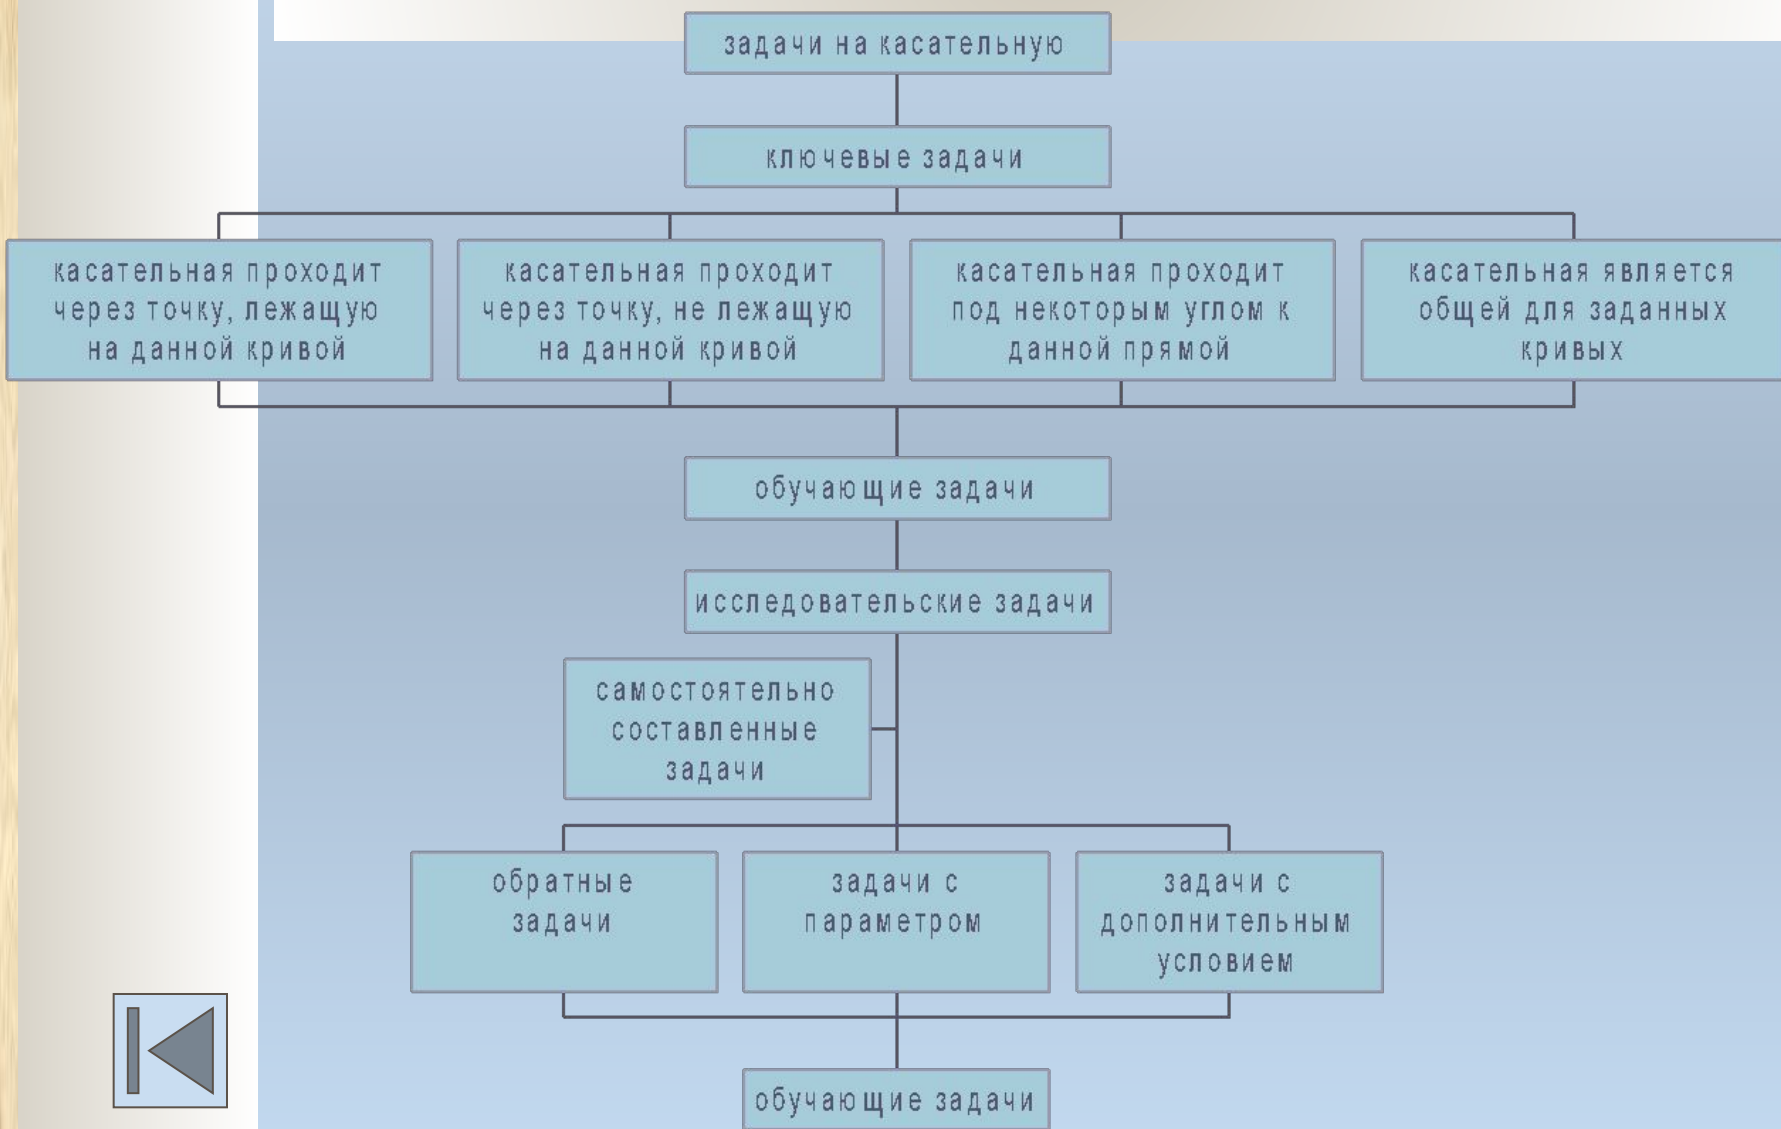 задачи на касательную
ключевые задачи
касательная проходит
через точку, лежащую
на данной кривой
касательная проходит
через точку, не лежащую
на данной кривой
касательная проходит
под некоторым углом к
данной прямой
касательная является
общей для заданных
кривых
обучающие задачи
исследовательские задачи
самостоятельно
составленные
задачи
обратные
задачи
задачи с
параметром
задачи с
дополнительным
условием
обучающие задачи